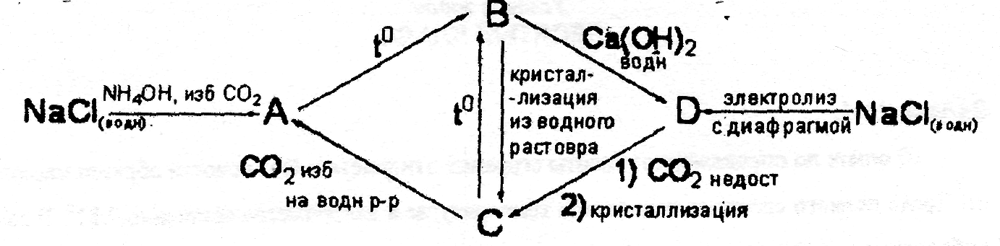 B
t⁰
Ca(OH)₂
водн
кристал-
-лизация
из водного
растовра
t⁰
NaCl(водн)
NH₄OH, изб CO₂
A
D
электролиз
с диафрагмой
NaCl(водн)
CO₂ изб
на водн р-р
1) CO₂ недост
2) кристаллизация
C